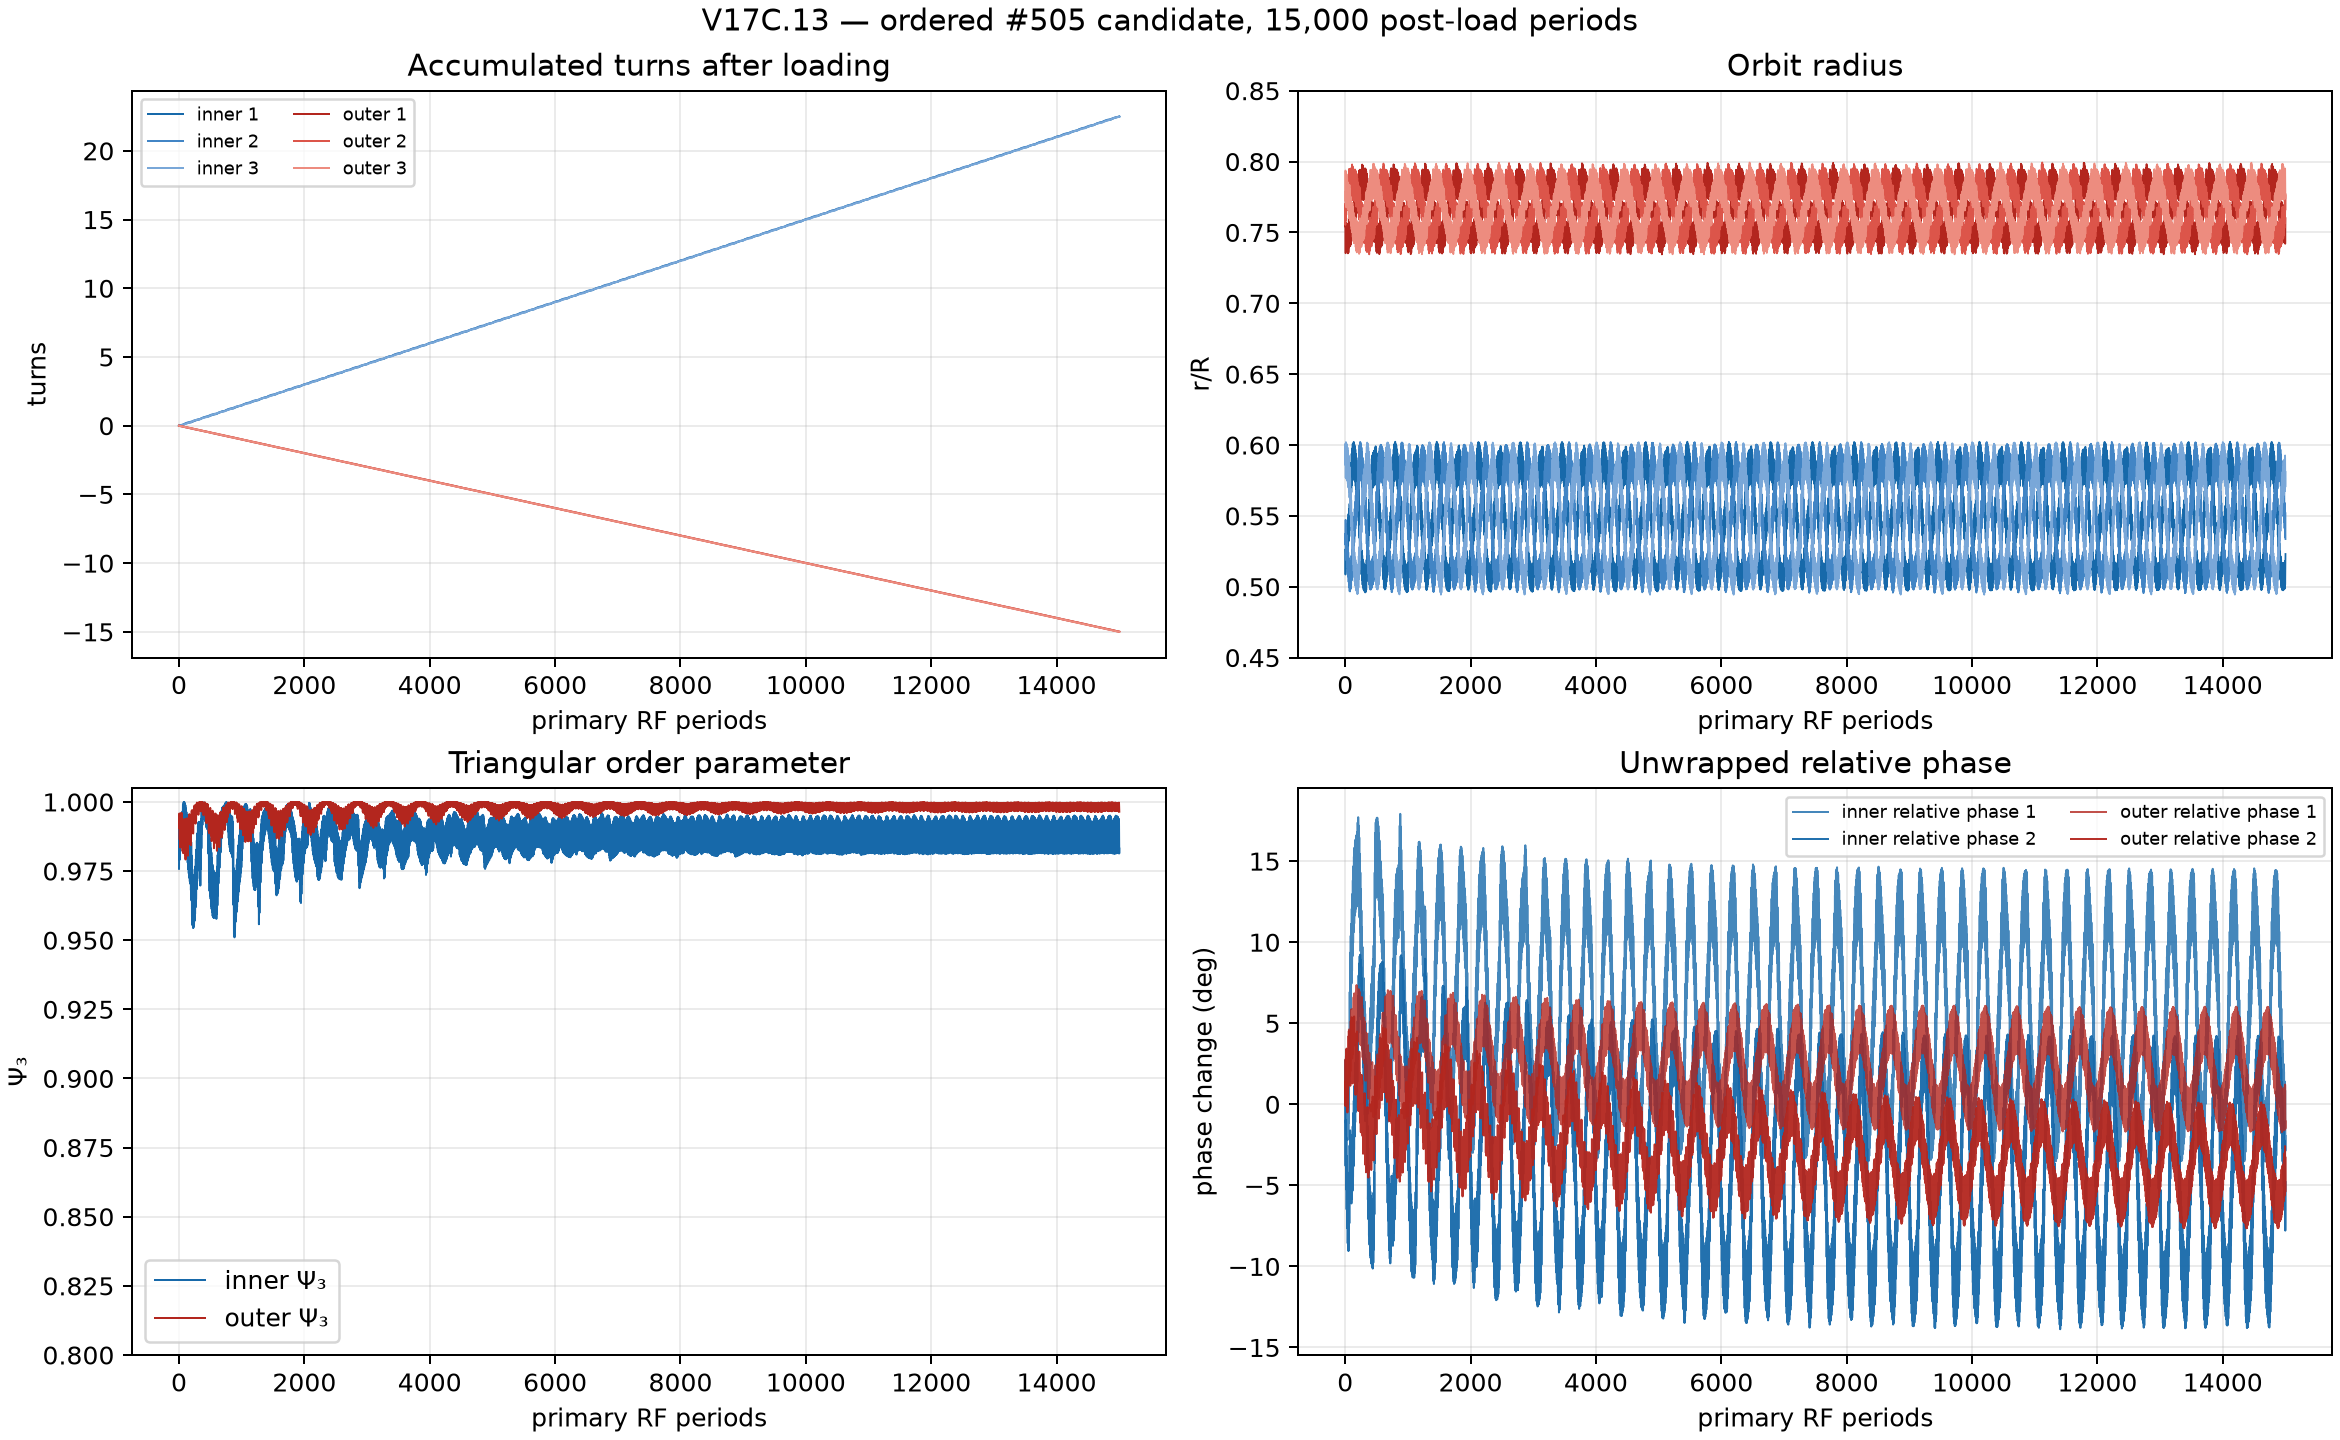 V17C.13 — ordered #505 candidate, 15,000 post-load periods
Accumulated turns after loading
inner 1
inner 2
inner 3
outer 1
outer 2
outer 3
20
15
10
5
0
−5
−10
−15
turns
0 2000 4000 6000 8000 10000 12000 14000
primary RF periods
Orbit radius
0.85
0.80
0.75
0.70
0.65
0.60
0.55
0.50
0.45
r/R
0 2000 4000 6000 8000 10000 12000 14000
primary RF periods
Triangular order parameter
1.000
0.975
0.950
0.925
0.900
0.875
0.850
0.825
0.800
Ψ₃
inner Ψ₃
outer Ψ₃
0 2000 4000 6000 8000 10000 12000 14000
primary RF periods
Unwrapped relative phase
inner relative phase 1
inner relative phase 2
outer relative phase 1
outer relative phase 2
15
10
5
0
−5
−10
−15
phase change (deg)
0 2000 4000 6000 8000 10000 12000 14000
primary RF periods